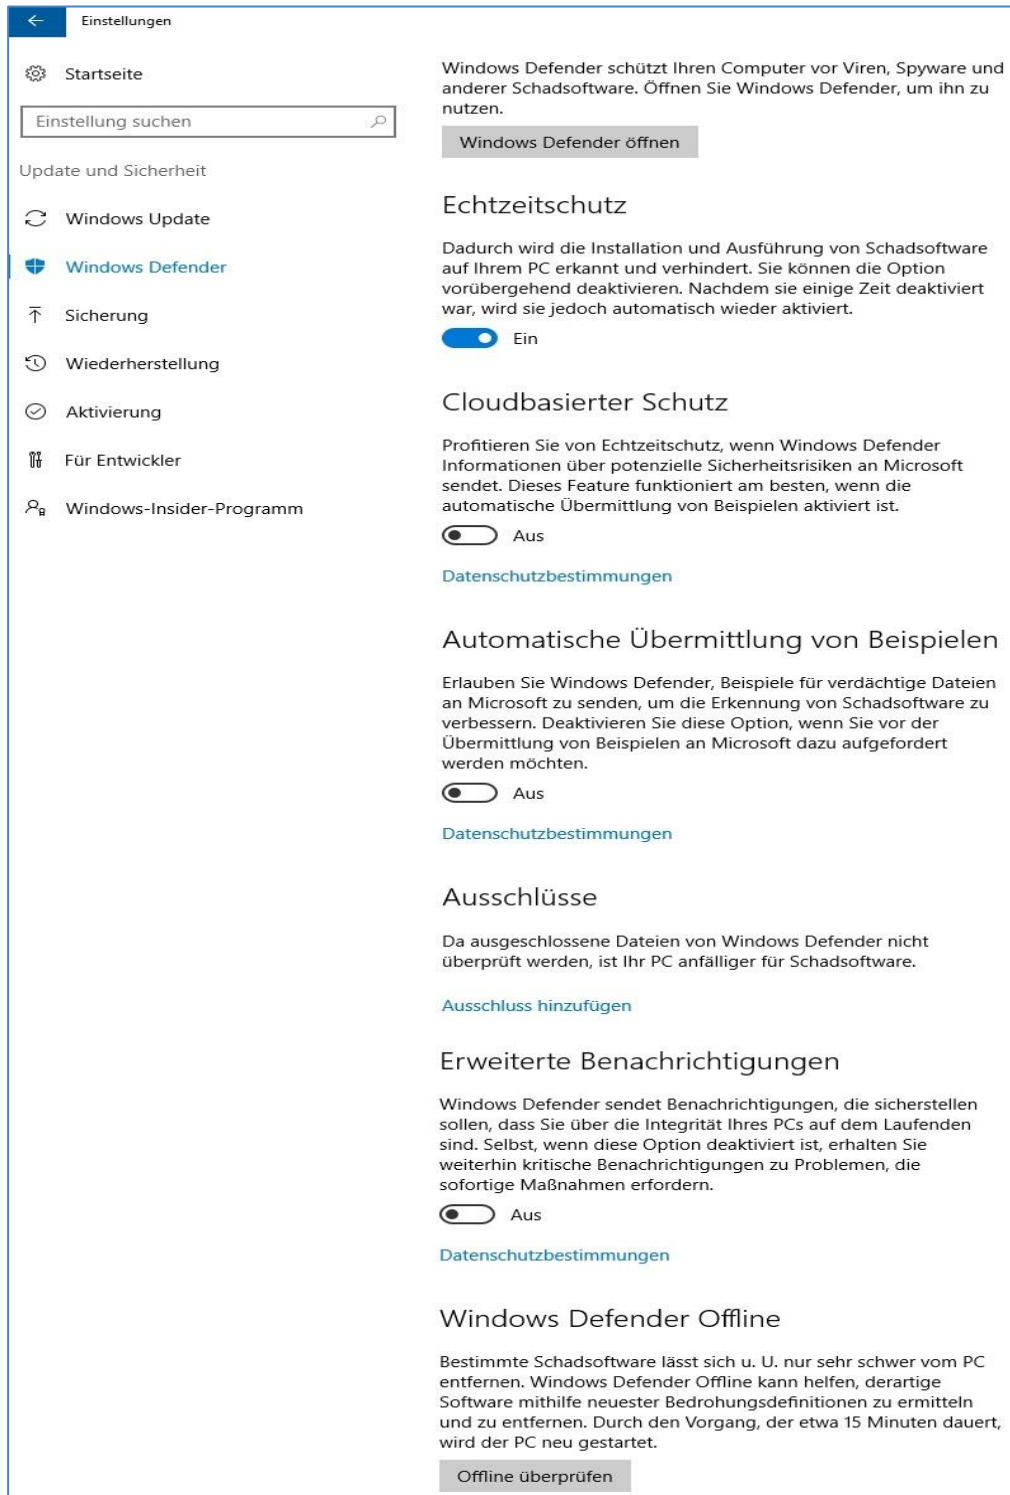 Einstellungen
Startseite
Einstellung suchen
Update und Sicherheit
Windows Update
Windows Defender
Sicherung
Wiederherstellung
Aktivierung
Für Entwickler
Windows-Insider-Programm
Windows Defender schützt Ihren Computer vor Viren, Spyware und
anderer Schadsoftware. Öffnen Sie Windows Defender, um ihn zu
nutzen.
Windows Defender öffnen
Echtzeitschutz
Dadurch wird die Installation und Ausführung von Schadsoftware
auf Ihrem PC erkannt und verhindert. Sie können die Option
vorübergehend deaktivieren. Nachdem sie einige Zeit deaktiviert
war, wird sie jedoch automatisch wieder aktiviert.
Ein
Cloudbasierter Schutz
Profitieren Sie von Echtzeitschutz, wenn Windows Defender
Informationen über potenzielle Sicherheitsrisiken an Microsoft
sendet. Dieses Feature funktioniert am besten, wenn die
automatische Übermittlung von Beispielen aktiviert ist.
Aus
Datenschutzbestimmungen
Automatische Übermittlung von Beispielen
Erlauben Sie Windows Defender, Beispiele für verdächtige Dateien
an Microsoft zu senden, um die Erkennung von Schadsoftware zu
verbessern. Deaktivieren Sie diese Option, wenn Sie vor der
Übermittlung von Beispielen an Microsoft dazu aufgefordert
werden möchten.
Aus
Datenschutzbestimmungen
Ausschlüsse
Da ausgeschlossene Dateien von Windows Defender nicht
überprüft werden, ist Ihr PC anfälliger für Schadsoftware.
Ausschluss hinzufügen
Erweiterte Benachrichtigungen
Windows Defender sendet Benachrichtigungen, die sicherstellen
sollen, dass Sie über die Integrität Ihres PCs auf dem Laufenden
sind. Selbst, wenn diese Option deaktiviert ist, erhalten Sie
weiterhin kritische Benachrichtigungen zu Problemen, die
sofortige Maßnahmen erfordern.
Aus
Datenschutzbestimmungen
Windows Defender Offline
Bestimmte Schadsoftware lässt sich u. U. nur sehr schwer vom PC
entfernen. Windows Defender Offline kann helfen, derartige
Software mithilfe neuester Bedrohungsdefinitionen zu ermitteln
und zu entfernen. Durch den Vorgang, der etwa 15 Minuten dauert,
wird der PC neu gestartet.
Offline überprüfen